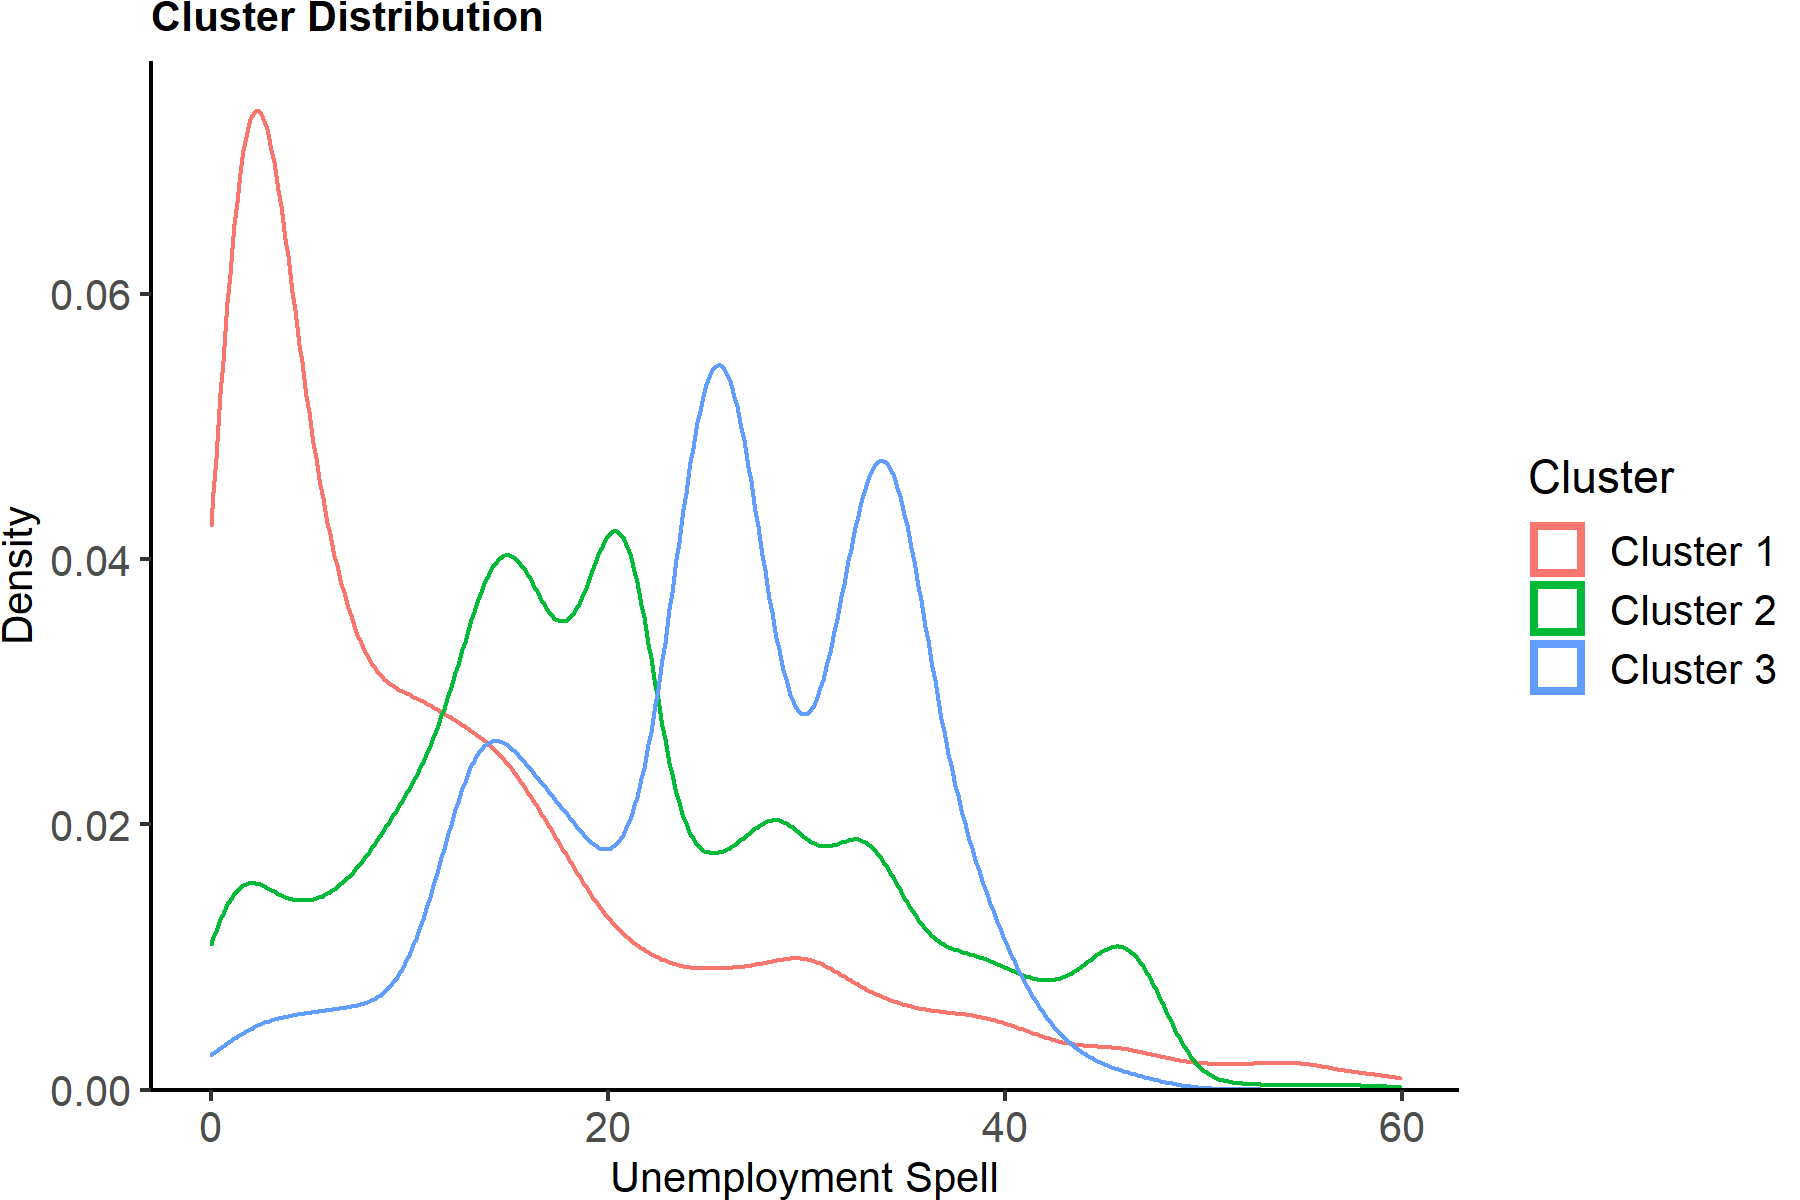 Cluster Distribution
Density
0.06
0.04
0.02
0.00
0
20
40
60
Unemployment Spell
Cluster
Cluster 1
Cluster 2
Cluster 3